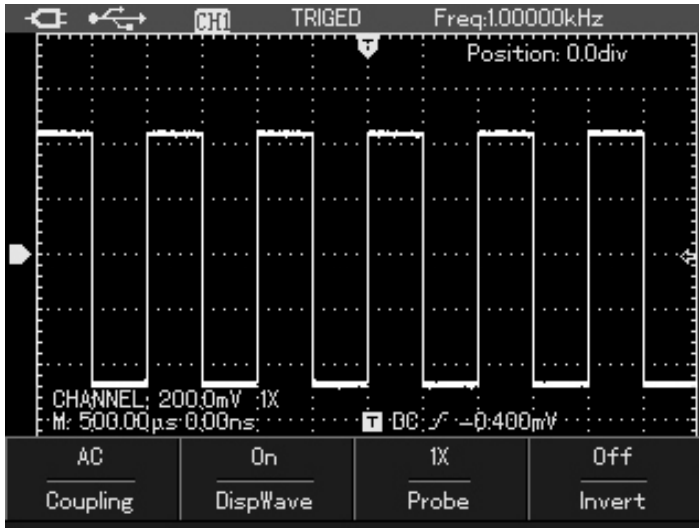 CH1 TRIGED Freq:1.00000kHz
T
Position: 0.0div
CHANNEL: 200.0mV 1X
M: 500.00µs 0.00ns T DC -0.400mV
AC On 1X Off
Coupling DispWave Probe Invert